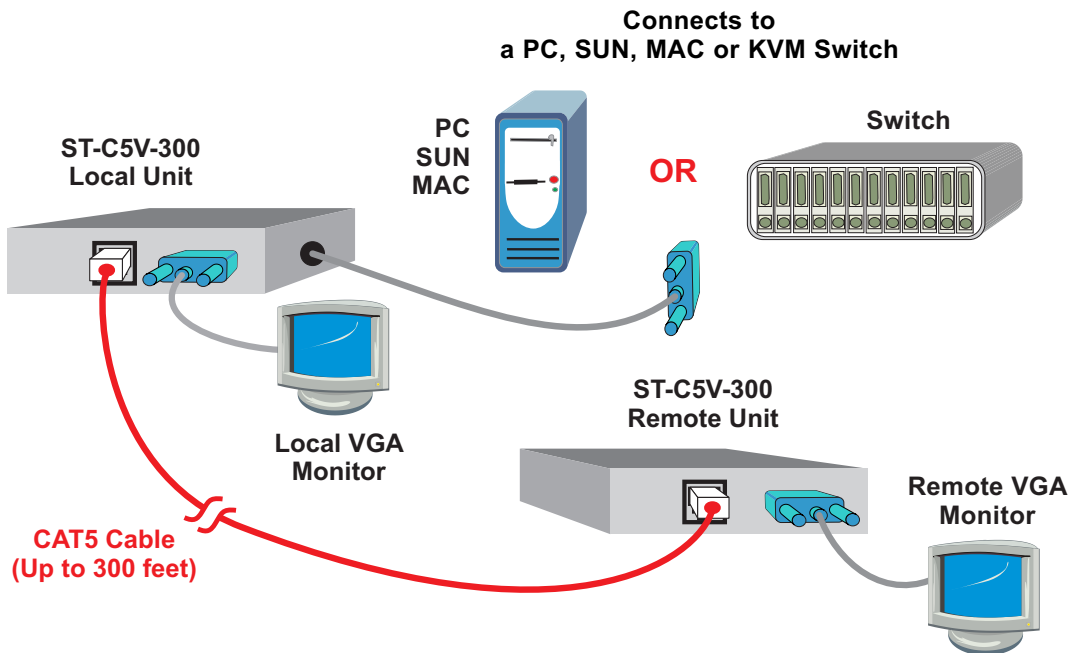 Connects to
a PC, SUN, MAC or KVM Switch
PC
SUN
MAC
OR
Switch
ST-C5V-300
Local Unit
Local VGA
Monitor
ST-C5V-300
Remote Unit
Remote VGA
Monitor
CAT5 Cable
(Up to 300 feet)